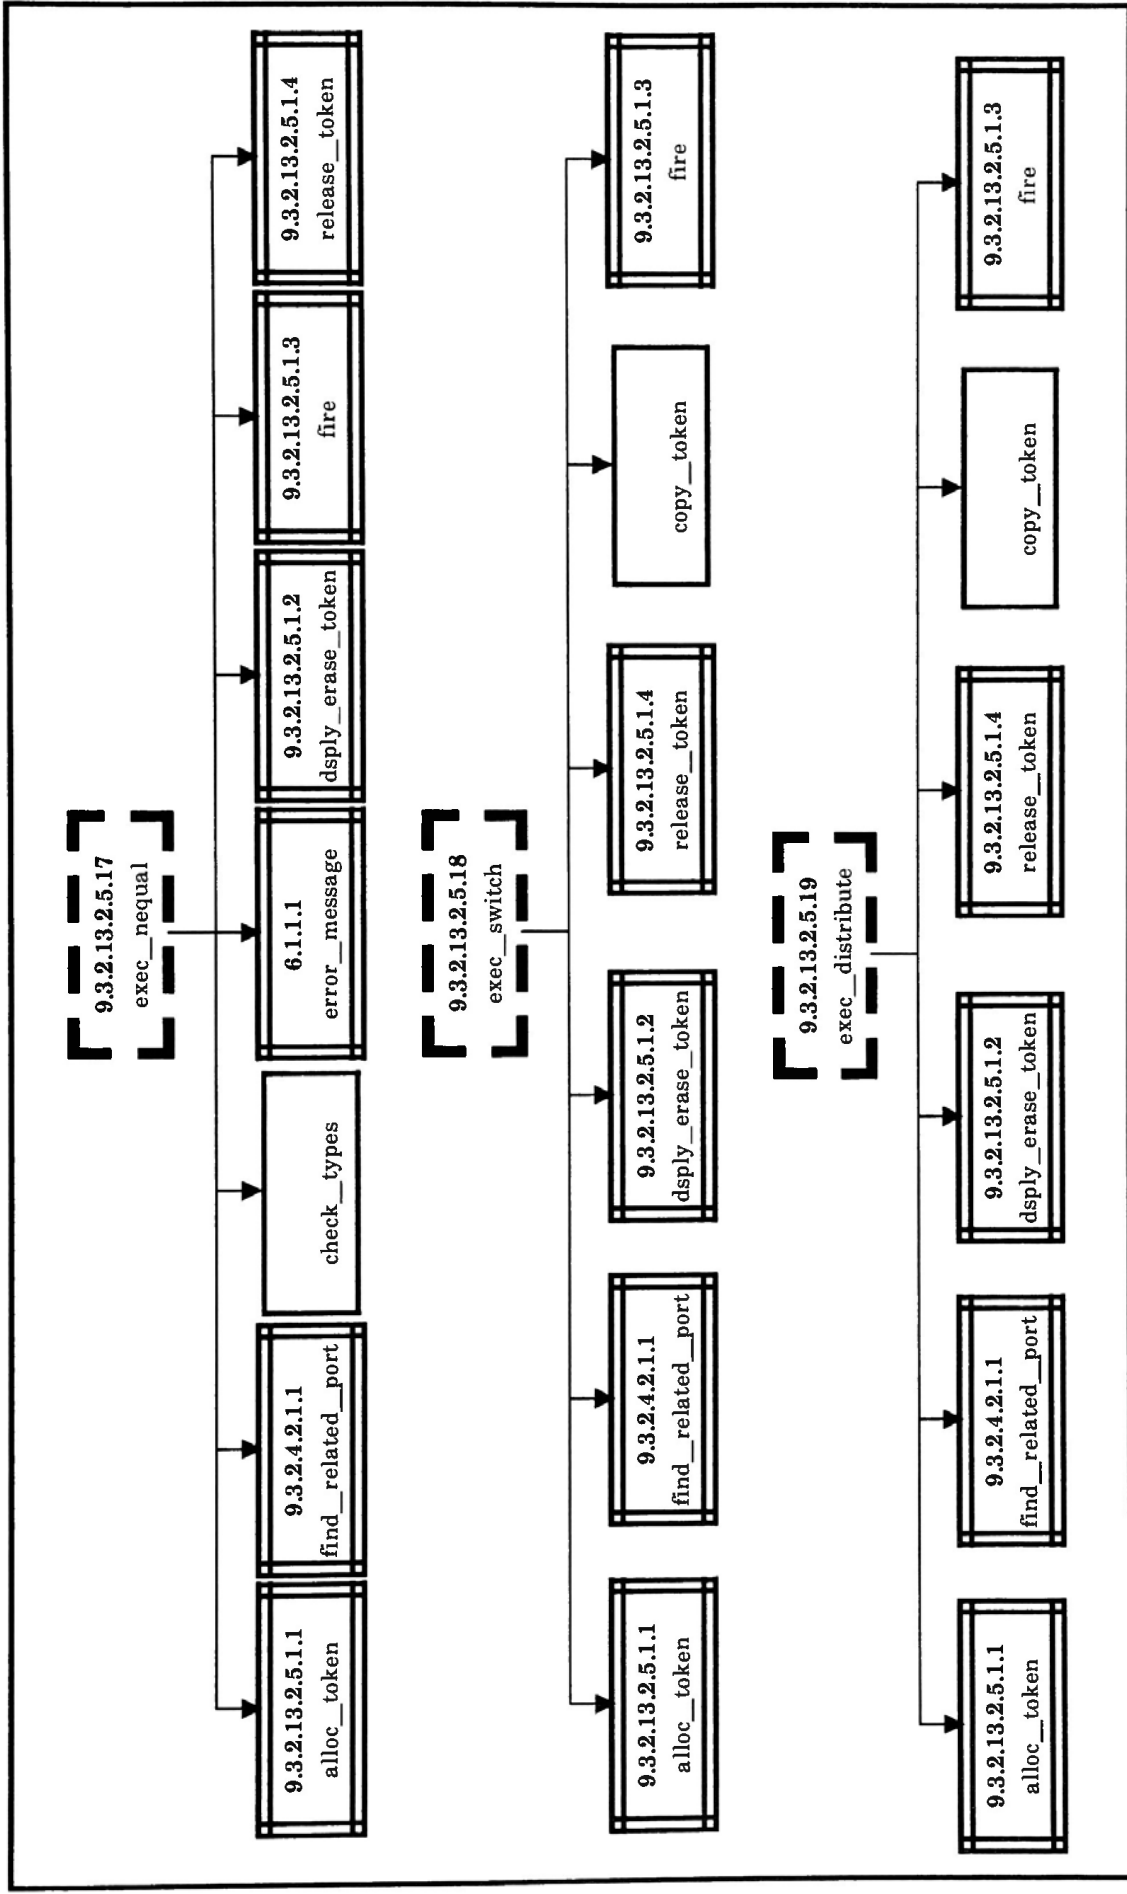 9.3.2.13.2.5.17
exec__nequal
9.3.2.13.2.5.1.1
alloc__token
9.3.2.4.2.1.1
find__related__port
check__types
6.1.1.1
error__message
9.3.2.13.2.5.1.2
dsply__erase__token
9.3.2.13.2.5.1.3
fire
9.3.2.13.2.5.1.4
release__token
9.3.2.13.2.5.18
exec__switch
9.3.2.13.2.5.1.1
alloc__token
9.3.2.4.2.1.1
find__related__port
9.3.2.13.2.5.1.2
dsply__erase__token
9.3.2.13.2.5.1.4
release__token
copy__token
9.3.2.13.2.5.1.3
fire
9.3.2.13.2.5.19
exec__distribute
9.3.2.13.2.5.1.1
alloc__token
9.3.2.4.2.1.1
find__related__port
9.3.2.13.2.5.1.2
dsply__erase__token
9.3.2.13.2.5.1.4
release__token
copy__token
9.3.2.13.2.5.1.3
fire